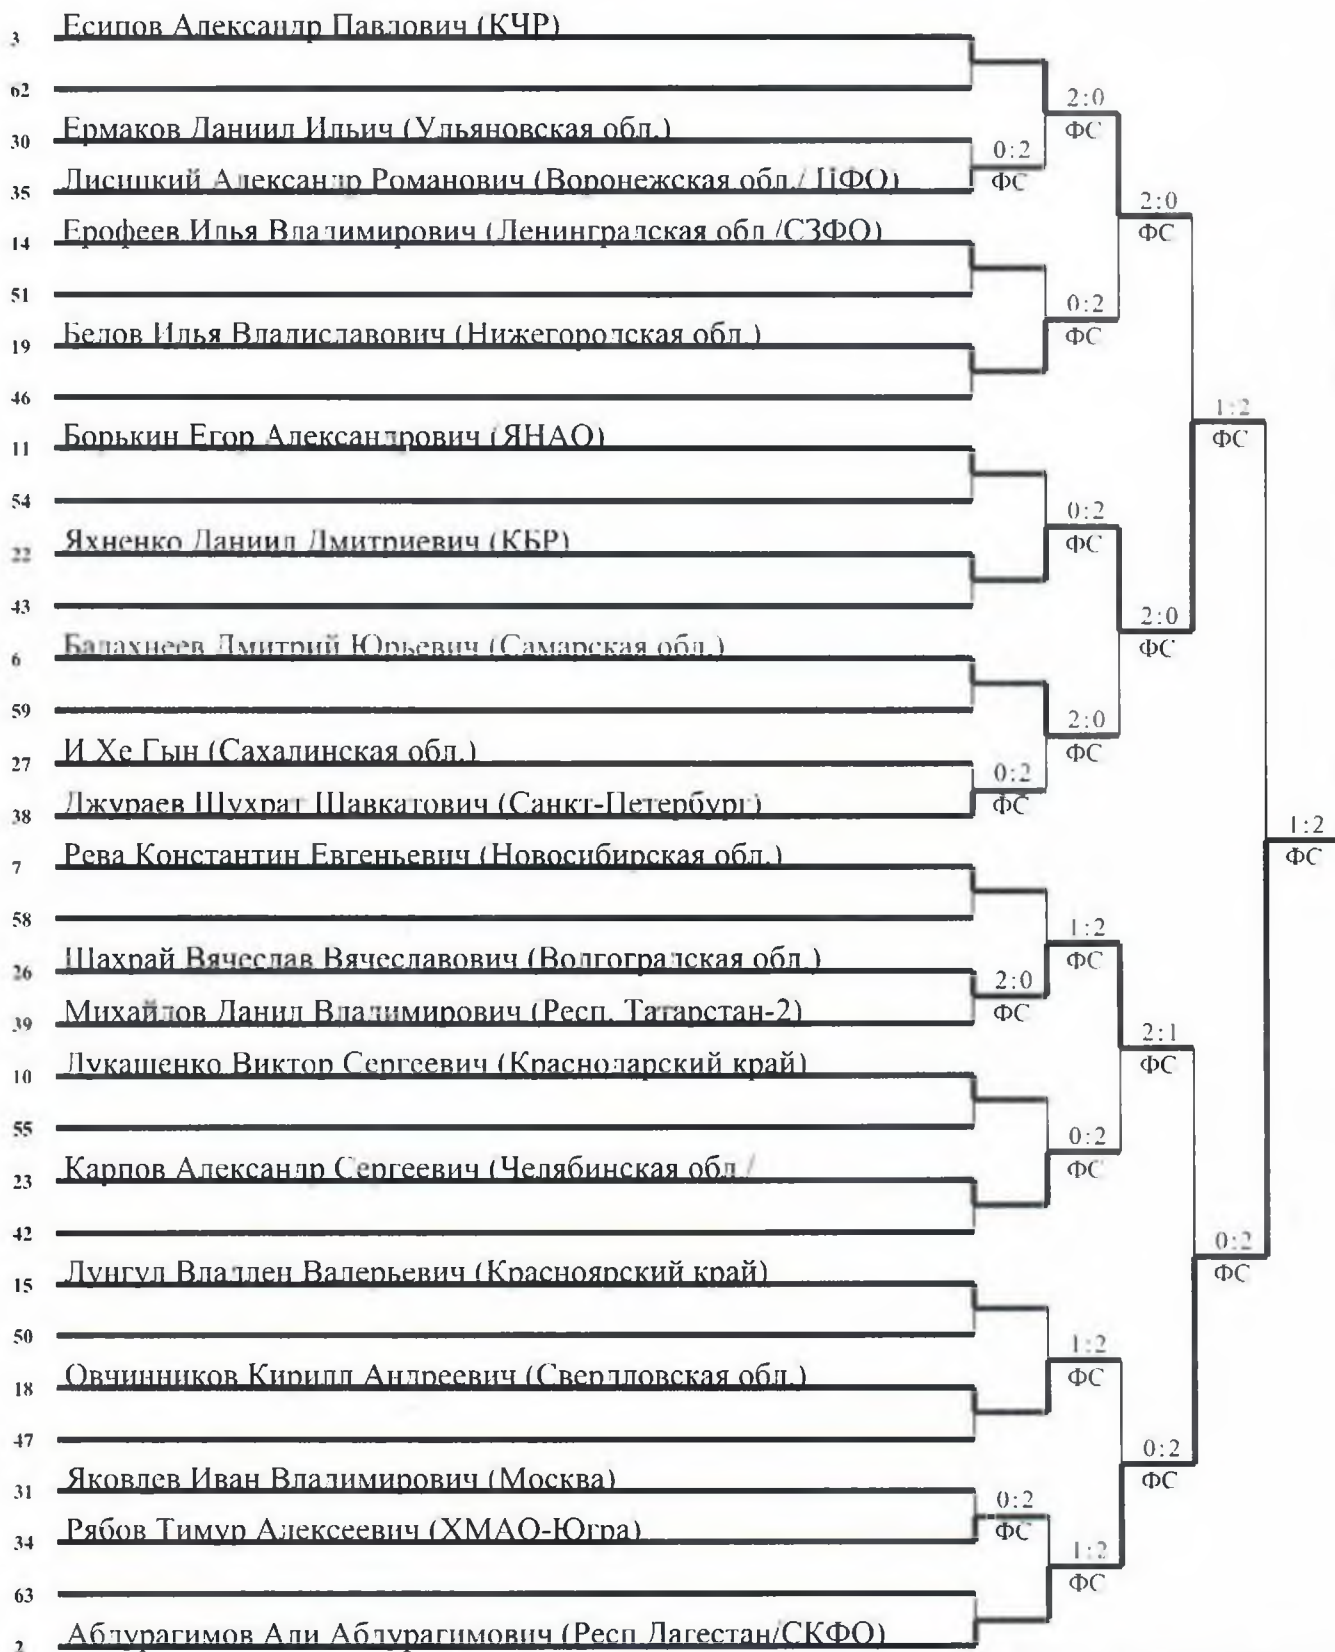 3 Есипов Александр Павлович (КЧР)
62
2:0
ФС
30 Ермаков Даниил Ильич (Ульяновская обл.)
0:2
ФС
35 Лисицкий Александр Романович (Воронежская обл./ ЦФО)
2:0
ФС
14 Ерофеев Илья Владимирович (Ленинградская обл /СЗФО)
51
0:2
ФС
19 Белов Илья Владиславович (Нижегородская обл.)
46
1:2
ФС
11 Борькин Егор Александрович (ЯНАО)
54
0:2
ФС
22 Яхненко Даниил Дмитриевич (КБР)
43
2:0
ФС
6 Балахнеев Дмитрий Юрьевич (Самарская обл.)
59
2:0
ФС
27 И Хе Гын (Сахалинская обл.)
0:2
ФС
38 Джураев Шухрат Шавкатович (Санкт-Петербург)
1:2
ФС
7 Рева Константин Евгеньевич (Новосибирская обл.)
58
1:2
ФС
26 Шахрай Вячеслав Вячеславович (Волгоградская обл.)
2:0
ФС
39 Михайлов Данил Владимирович (Респ. Татарстан-2)
2:1
ФС
10 Лукашенко Виктор Сергеевич (Краснодарский край)
55
0:2
ФС
23 Карпов Александр Сергеевич (Челябинская обл /
42
0:2
ФС
15 Лунгул Владлен Валерьевич (Красноярский край)
50
1:2
ФС
18 Овчинников Кирилл Андреевич (Свердловская обл.)
47
0:2
ФС
31 Яковлев Иван Владимирович (Москва)
0:2
ФС
34 Рябов Тимур Алексеевич (ХМАО-Югра)
1:2
ФС
63
2 Абдурагимов Али Абдурагимович (Респ Дагестан/СКФО)